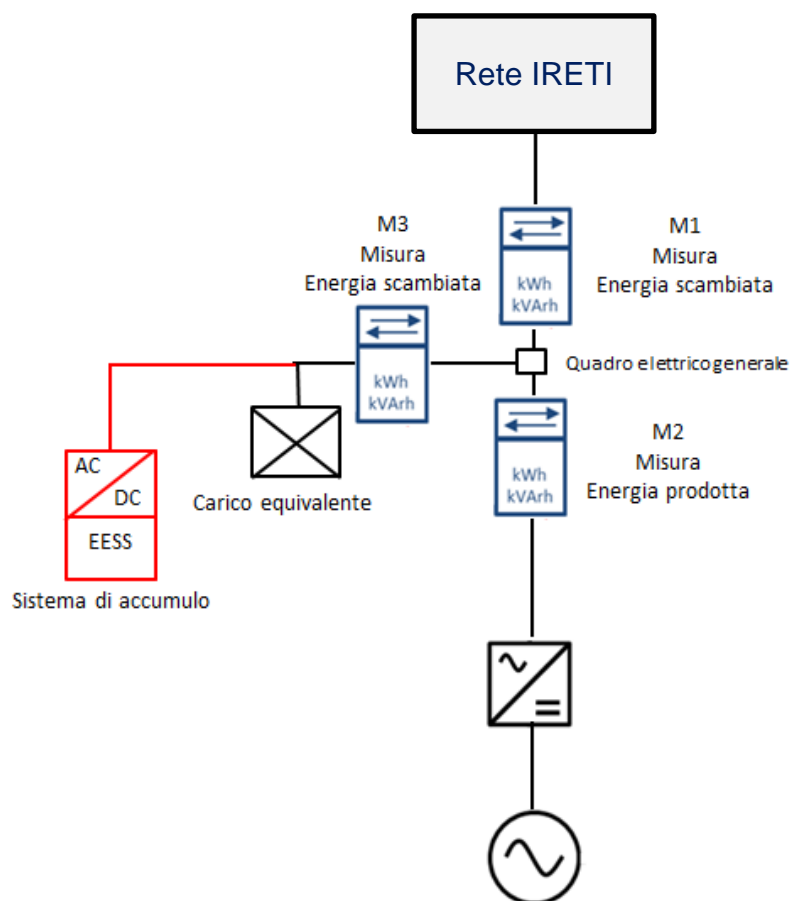 Rete IRETI
M3
Misura
Energia scambiata
M1
Misura
Energia scambiata
kWh
kVArh
Quadro elettrico generale
kWh
kVArh
M2
Misura
Energia prodotta
kWh
kVArh
AC
DC
EESS
Carico equivalente
Sistema di accumulo